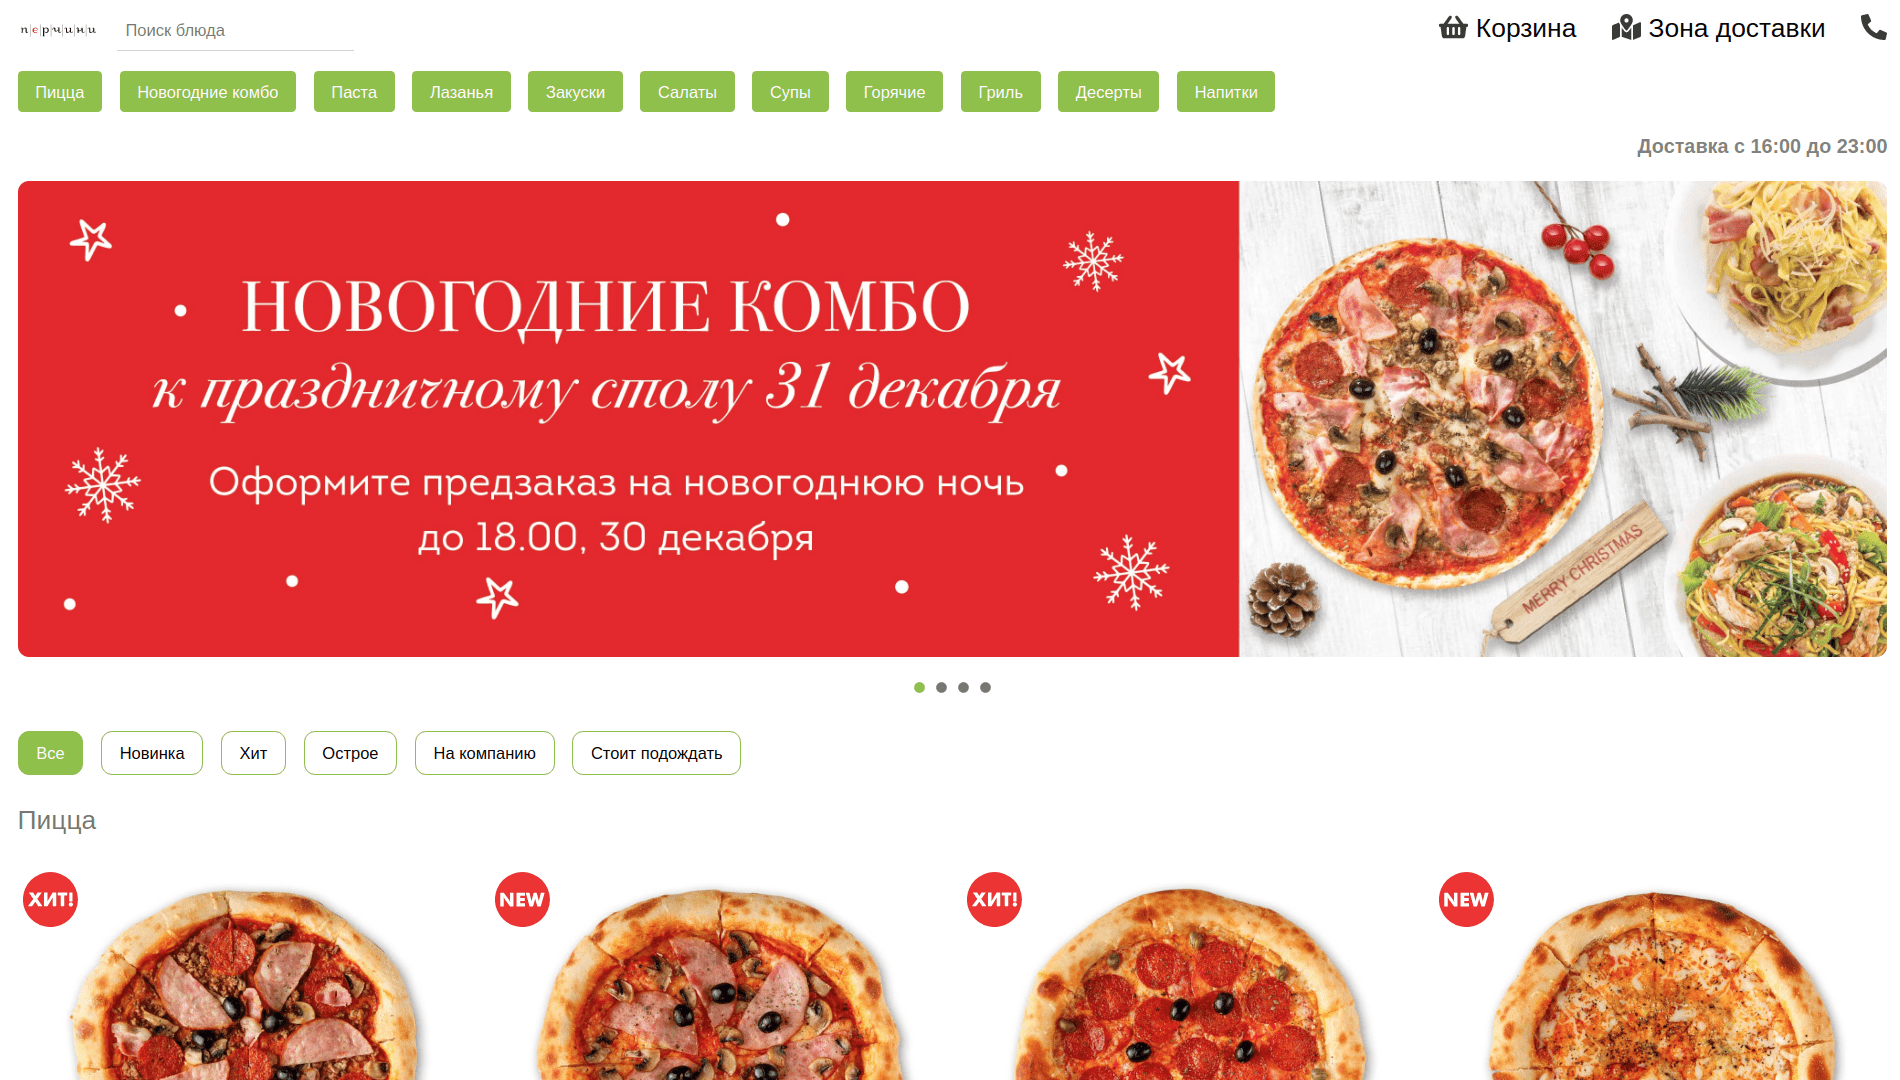 перчини
Поиск блюда
Корзина
Зона доставки
Пицца
Новогодние комбо
Паста
Лазанья
Закуски
Салаты
Супы
Горячие
Гриль
Десерты
Напитки
Доставка с 16:00 до 23:00
НОВОГОДНИЕ КОМБО
к праздничному столу 31 декабря
Оформите предзаказ на новогоднюю ночь
до 18.00, 30 декабря
MERRY CHRISTMAS
Все
Новинка
Хит
Острое
На компанию
Стоит подождать
Пицца
ХИТ!
NEW
ХИТ!
NEW